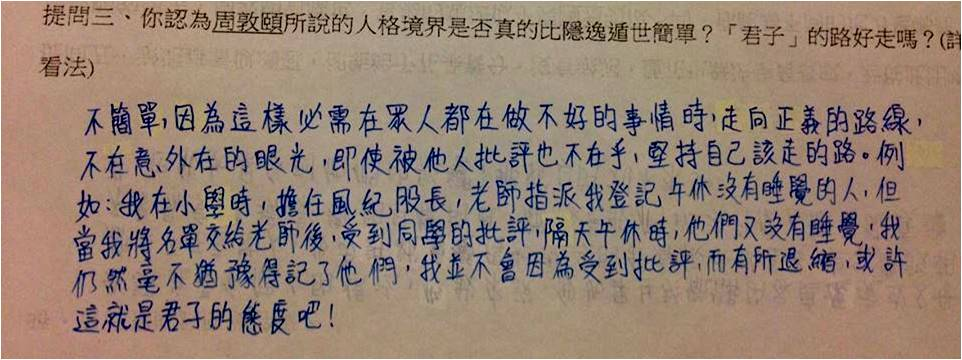 提問三、你認為周敦頤所說的人格境界是否真的比隱逸遁世簡單？「君子」的路好走嗎？(詳
看法)
不簡單，因為這樣必需在眾人都在做不好的事情時，走向正義的路線，
不在意外在的眼光，即使被他人批評也不在乎，堅持自己該走的路。例
如：我在小學時，擔任風紀股長，老師指派我登記午休沒有睡覺的人，但
當我將名單交給老師後，受到同學的批評，隔天午休時，他們又沒有睡覺，我
仍然毫不猶豫得記了他們；我並不會因為受到批評，而有所退縮，或許
這就是君子的態度吧！